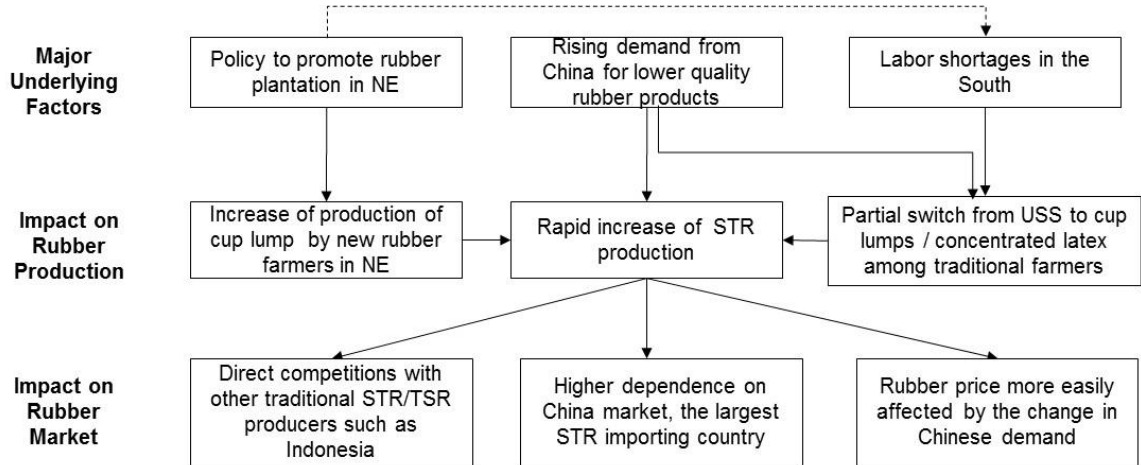 Major
Underlying
Factors
Policy to promote rubber
plantation in NE
Rising demand from
China for lower quality
rubber products
Labor shortages in the
South
Impact on
Rubber
Production
Increase of production of
cup lump by new rubber
farmers in NE
Rapid increase of STR
production
Partial switch from USS to cup
lumps / concentrated latex
among traditional farmers
Impact on
Rubber
Market
Direct competitions with
other traditional STR/TSR
producers such as
Indonesia
Higher dependence on
China market, the largest
STR importing country
Rubber price more easily
affected by the change in
Chinese demand